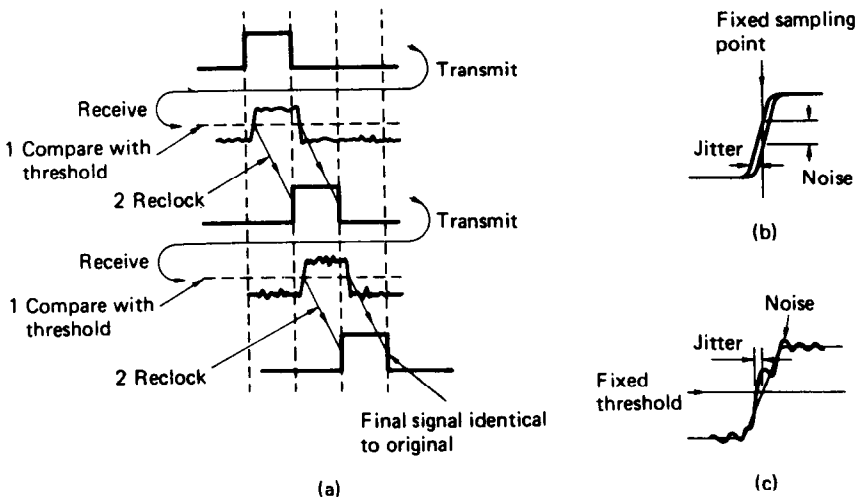 Transmit
Receive
1 Compare with
threshold
2 Reclock
Transmit
Receive
1 Compare with
threshold
2 Reclock
Final signal identical
to original
(a)
Fixed sampling
point
Jitter
Noise
(b)
Noise
Jitter
Fixed
threshold
(c)